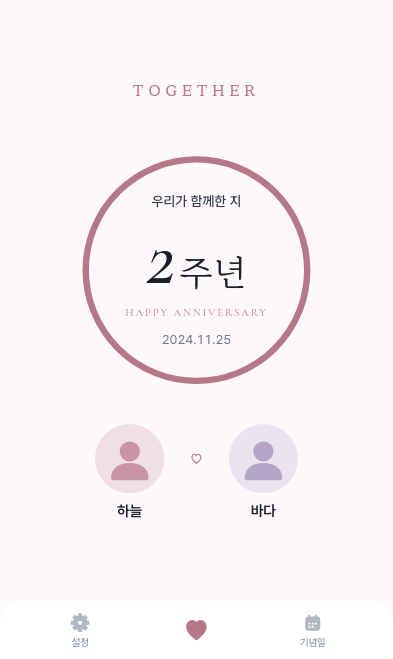 TOGETHER
우리가 함께한 지
2주년
HAPPY ANNIVERSARY
2024.11.25
하늘
바다
설정
기념일